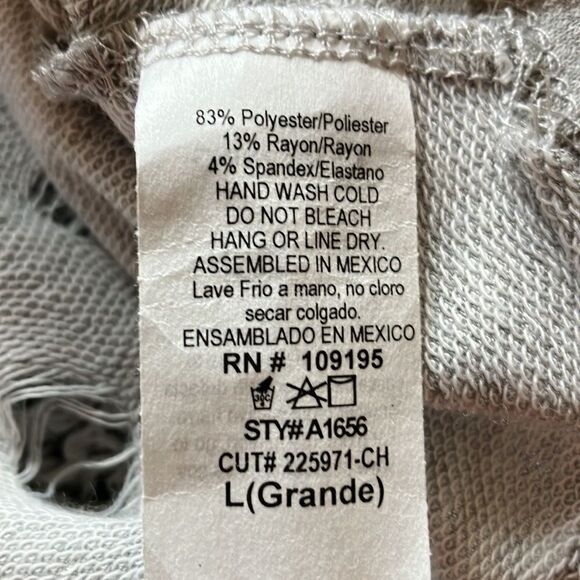 83% Polyester/Poliester
13% Rayon/Rayon
4% Spandex/Elastano
HAND WASH COLD
DO NOT BLEACH
HANG OR LINE DRY.
ASSEMBLED IN MEXICO
Lave Frio a mano, no cloro
secar colgado.
ENSAMBLADO EN MEXICO
RN # 109195
30C
STY#A1656
CUT# 225971-CH
L(Grande)